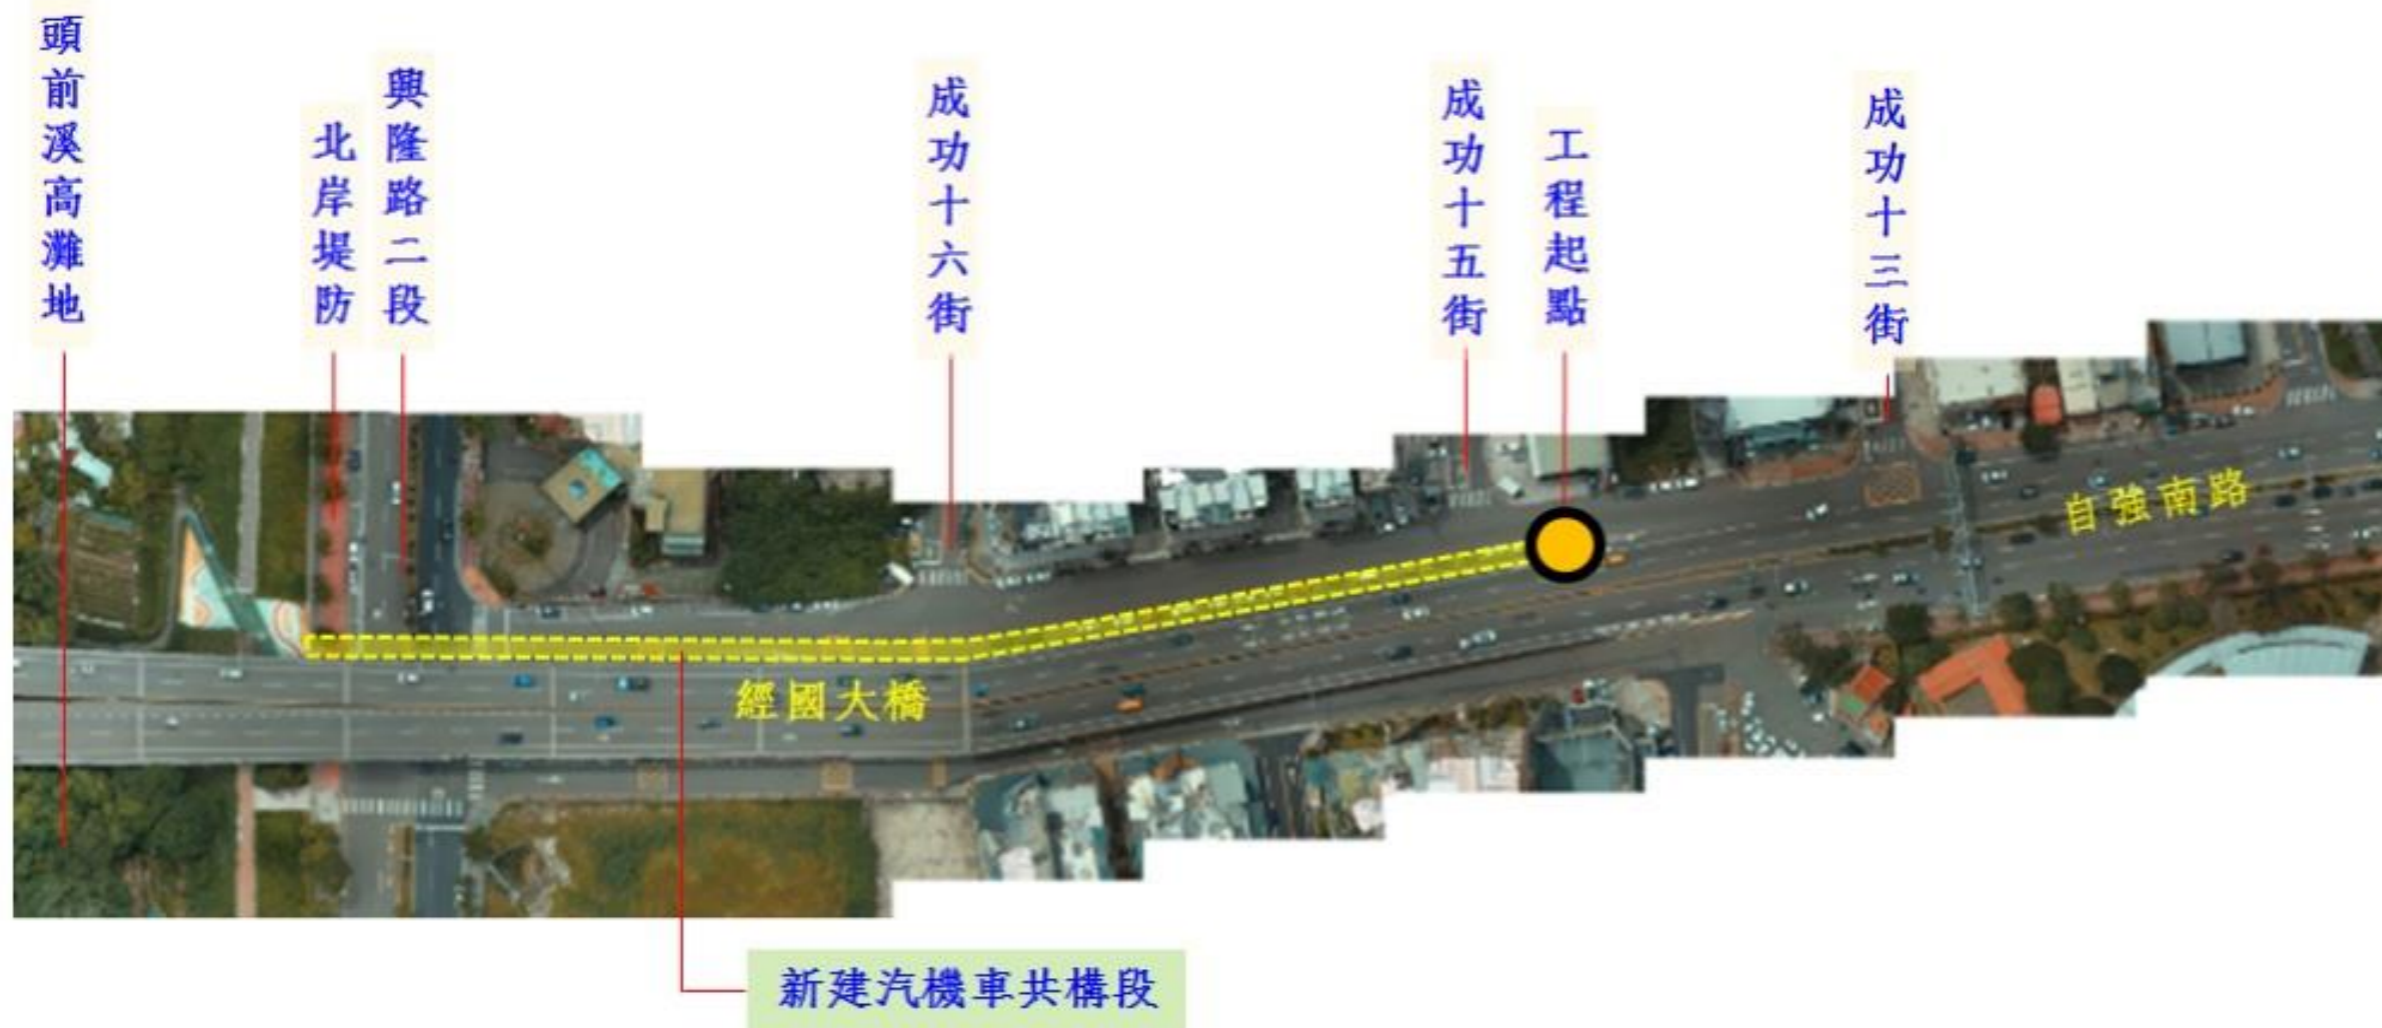 頭前溪高灘地
北岸堤防
興隆路二段
成功十六街
成功十五街
工程起點
成功十三街
自強南路
經國大橋
新建汽機車共構段